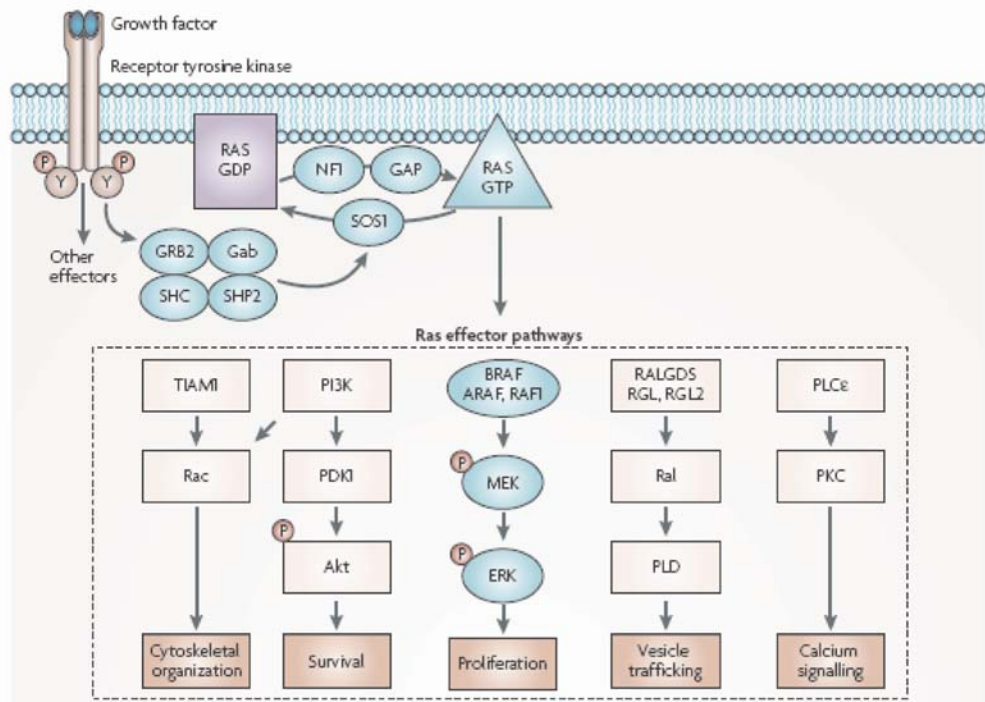 Growth factor
Receptor tyrosine kinase
P
P
Y
Y
RAS
GDP
NF1
GAP
RAS
GTP
SOS1
Other
effectors
GRB2
Gab
SHC
SHP2
Ras effector pathways
TIAM1
PI3K
BRAF
ARAF, RAF1
RALGDS
RGL, RGL2
PLCε
Rac
PDK1
P
MEK
Ral
PKC
P
Akt
P
ERK
PLD
Cytoskeletal
organization
Survival
Proliferation
Vesicle
trafficking
Calcium
signalling